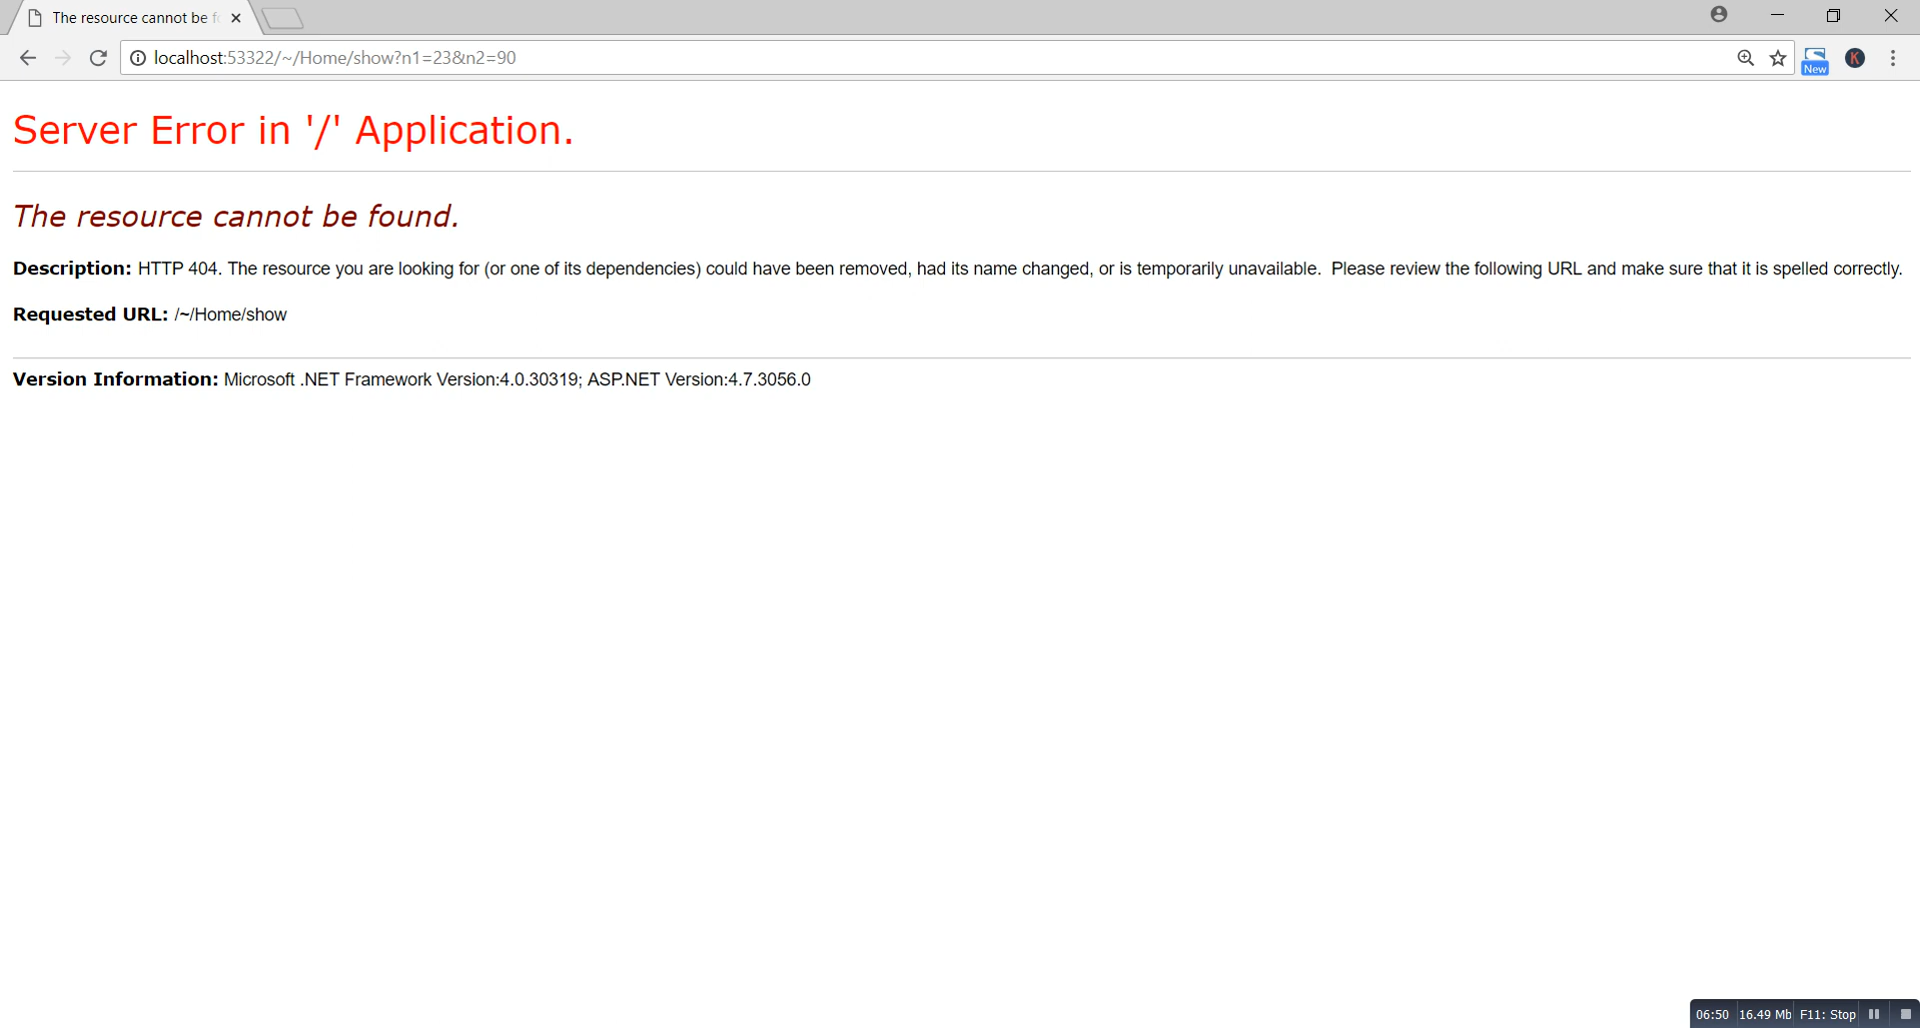 The resource cannot be f
localhost:53322/~/Home/show?n1=23&n2=90
New
K
Server Error in '/' Application.
The resource cannot be found.
Description: HTTP 404. The resource you are looking for (or one of its dependencies) could have been removed, had its name changed, or is temporarily unavailable.  Please review the following URL and make sure that it is spelled correctly.
Requested URL: /~/Home/show
Version Information: Microsoft .NET Framework Version:4.0.30319; ASP.NET Version:4.7.3056.0
06:50 16.49 Mb F11: Stop